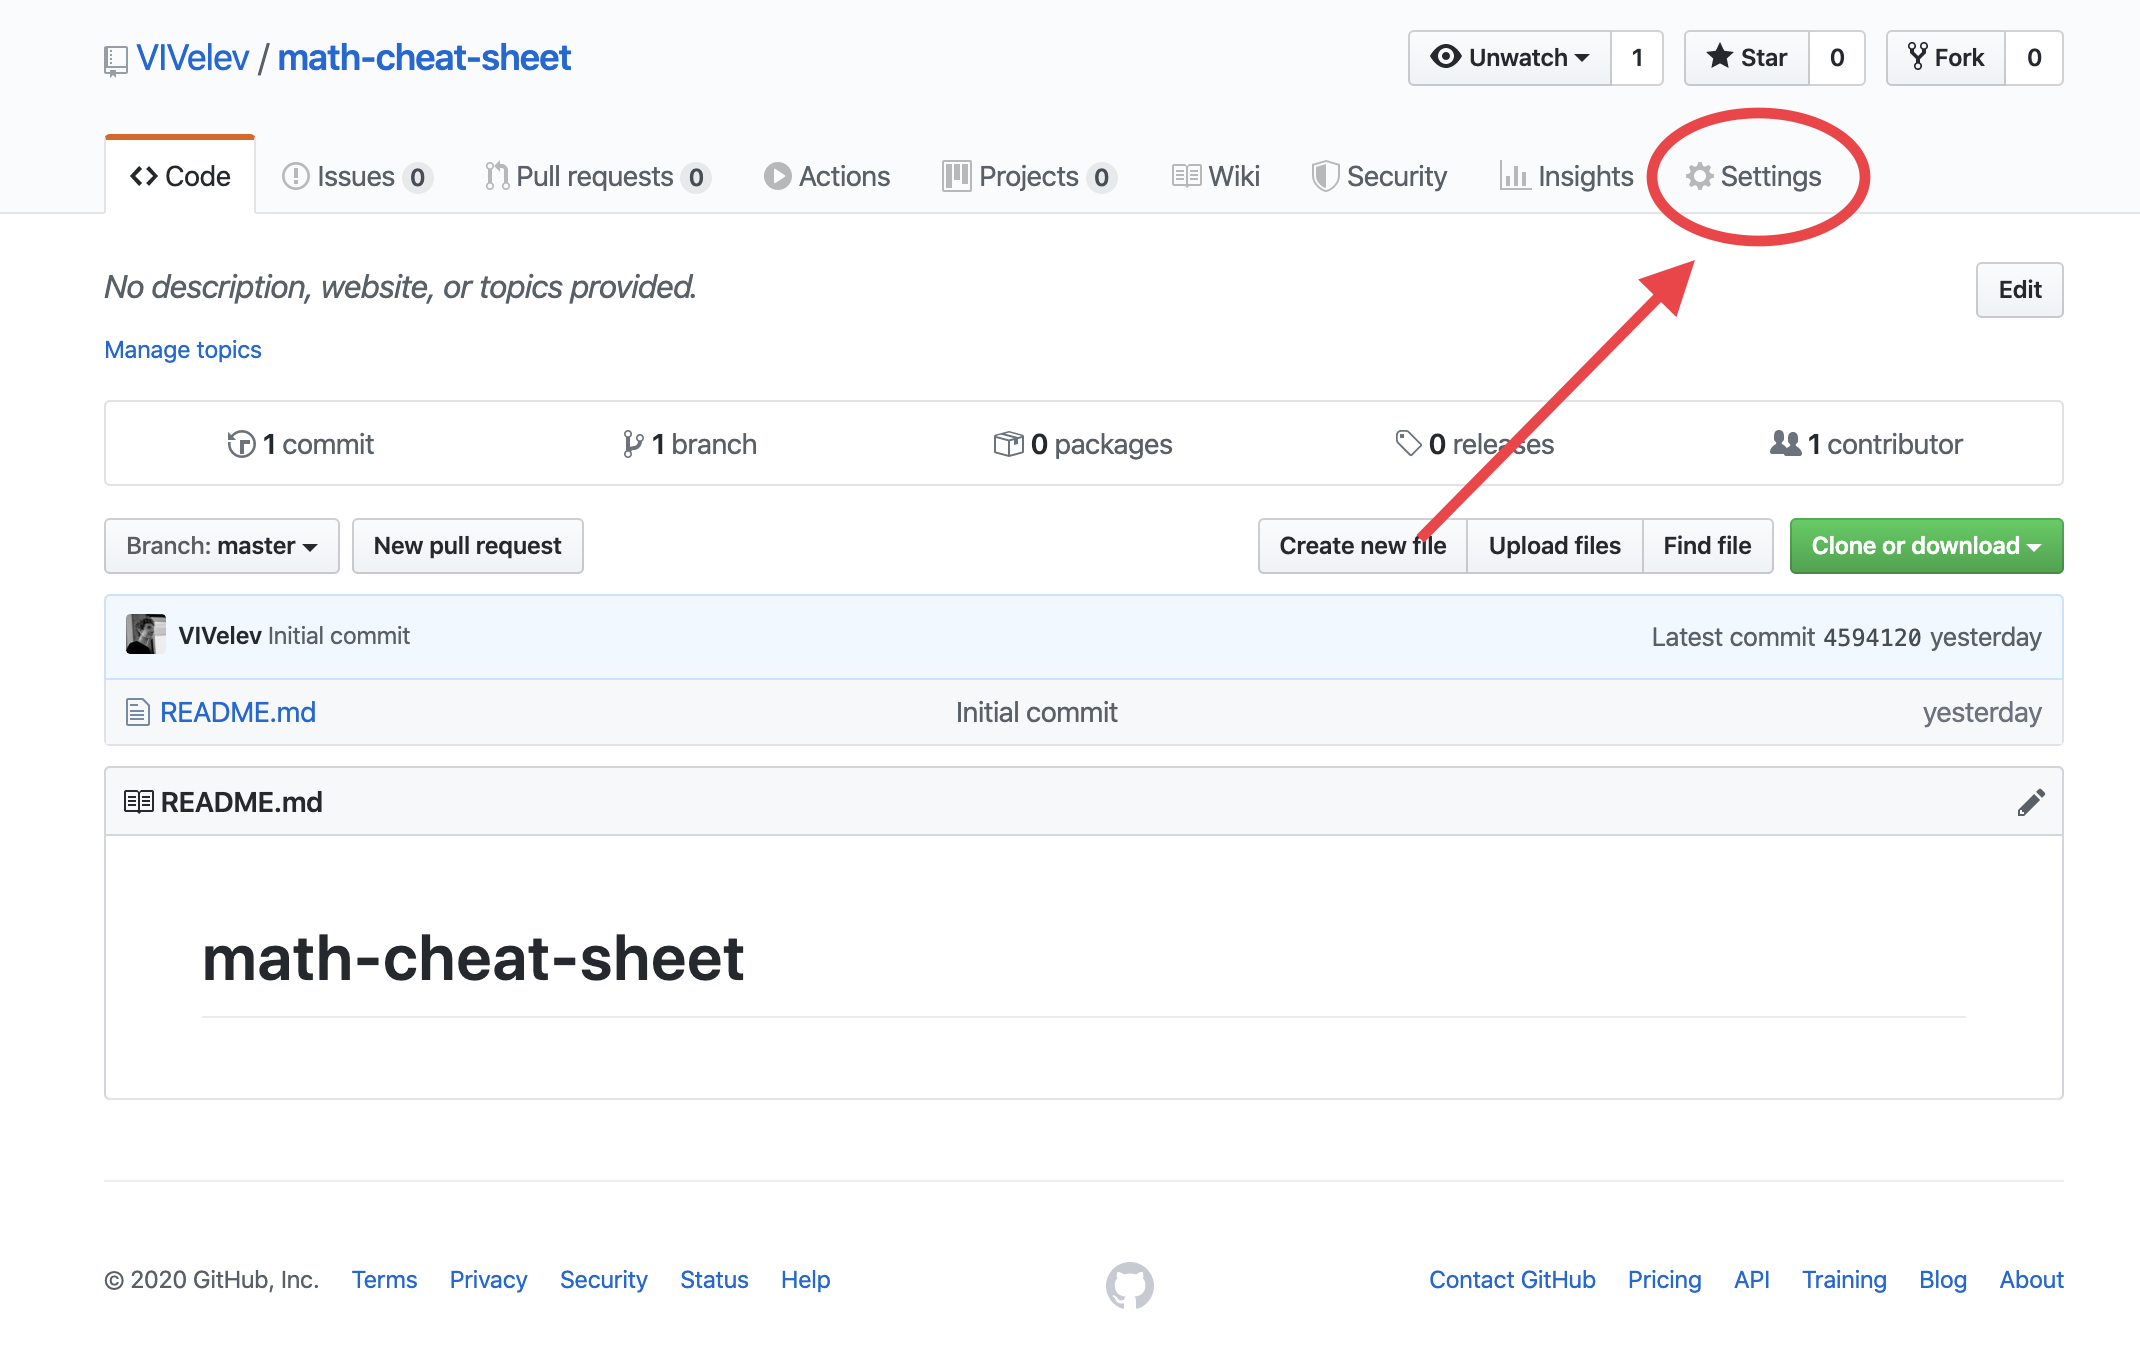 VIVelev / math-cheat-sheet
Unwatch 1 Star 0 Fork 0
Code Issues 0 Pull requests 0 Actions Projects 0 Wiki Security Insights Settings
No description, website, or topics provided.
Edit
Manage topics
1 commit 1 branch 0 packages 0 releases 1 contributor
Branch: master New pull request Create new file Upload files Find file Clone or download
VIVelev Initial commit Latest commit 4594120 yesterday
README.md Initial commit yesterday
README.md
math-cheat-sheet
© 2020 GitHub, Inc. Terms Privacy Security Status Help Contact GitHub Pricing API Training Blog About